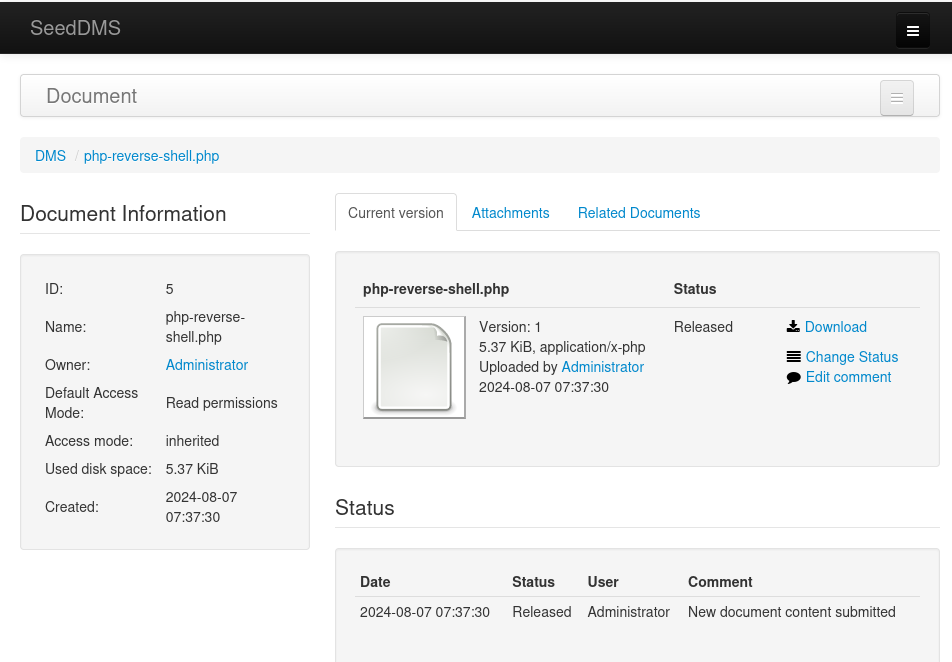 SeedDMS
Document
DMS / php-reverse-shell.php
Document Information
ID: 5
Name: php-reverse-
shell.php
Owner: Administrator
Default Access
Mode: Read permissions
Access mode: inherited
Used disk space: 5.37 KiB
Created: 2024-08-07
07:37:30
Current version Attachments Related Documents
php-reverse-shell.php Status
Version: 1 Released Download
5.37 KiB, application/x-php
Uploaded by Administrator Change Status
2024-08-07 07:37:30 Edit comment
Status
Date Status User Comment
2024-08-07 07:37:30 Released Administrator New document content submitted